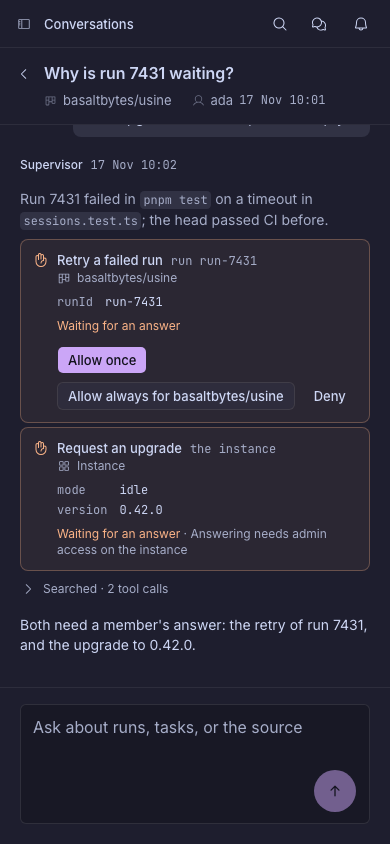 Conversations
Why is run 7431 waiting?
basaltbytes/usine ada 17 Nov 10:01
Supervisor 17 Nov 10:02
Run 7431 failed in pnpm test on a timeout in
sessions.test.ts; the head passed CI before.
Retry a failed run run run-7431
basaltbytes/usine
runId run-7431
Waiting for an answer
Allow once
Allow always for basaltbytes/usine Deny
Request an upgrade the instance
Instance
mode idle
version 0.42.0
Waiting for an answer · Answering needs admin
access on the instance
Searched · 2 tool calls
Both need a member's answer: the retry of run 7431,
and the upgrade to 0.42.0.
Ask about runs, tasks, or the source